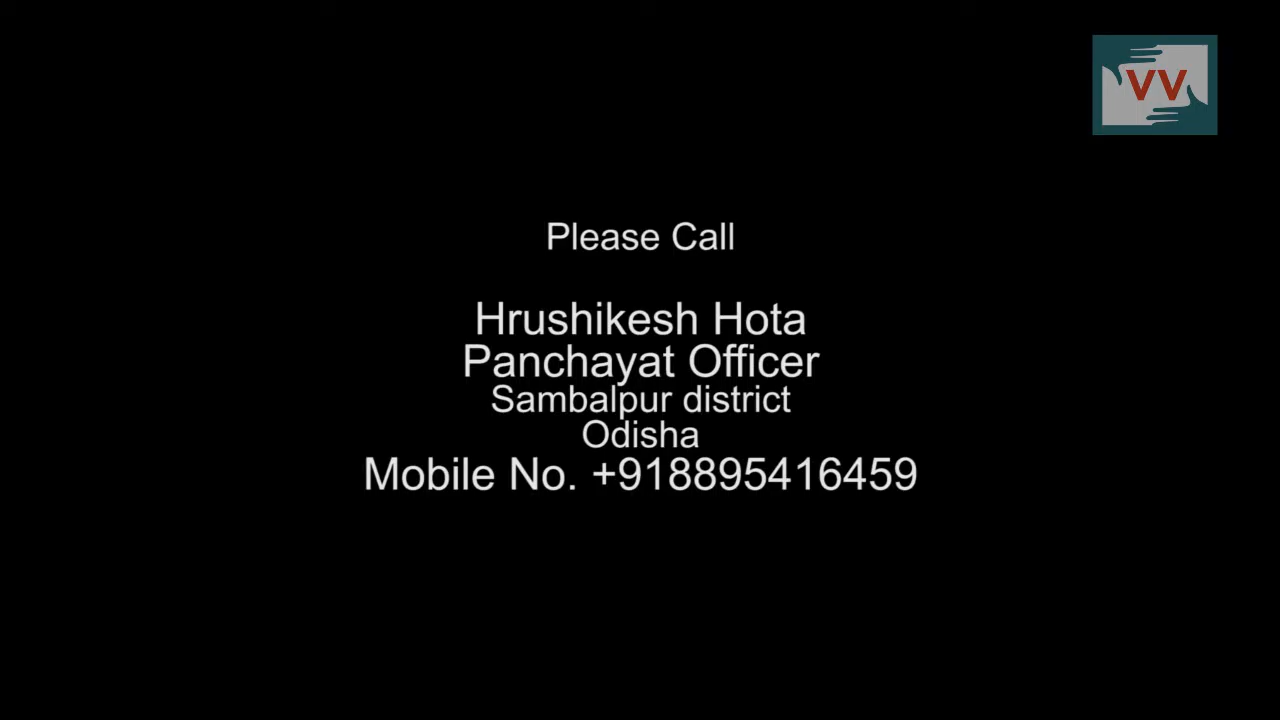 VV
Please Call
Hrushikesh Hota
Panchayat Officer
Sambalpur district
Odisha
Mobile No. +918895416459